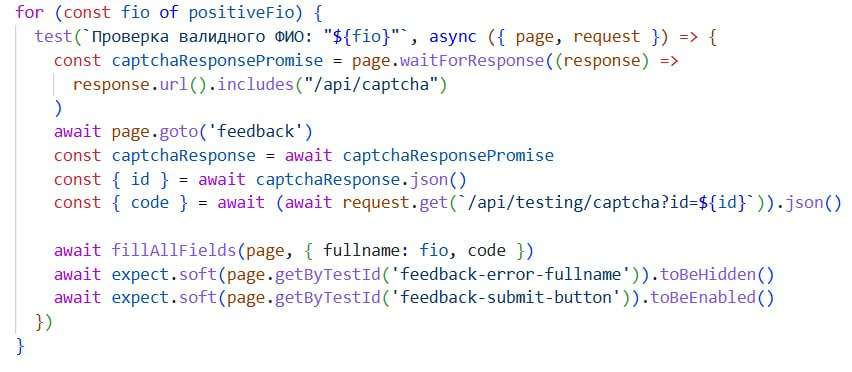 for (const fio of positiveFio) {
  test(`Проверка валидного ФИО: "${fio}"`, async ({ page, request }) => {
    const captchaResponsePromise = page.waitForResponse((response) =>
      response.url().includes("/api/captcha")
    )
    await page.goto('feedback')
    const captchaResponse = await captchaResponsePromise
    const { id } = await captchaResponse.json()
    const { code } = await (await request.get(`/api/testing/captcha?id=${id}`)).json()

    await fillAllFields(page, { fullname: fio, code })
    await expect.soft(page.getByTestId('feedback-error-fullname')).toBeHidden()
    await expect.soft(page.getByTestId('feedback-submit-button')).toBeEnabled()
  })
}